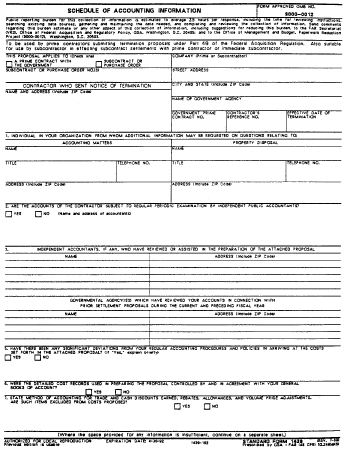 SCHEDULE OF ACCOUNTING INFORMATION
FORM APPROVED OMB NO.
9000-0012
Public reporting burden for this collection of information is estimated to average 2.5 hours per response, including the time for reviewing instructions, searching existing data sources, gathering and maintaining the data needed, and completing and reviewing the collection of information. Send comments
regarding this burden estimate or any other aspect of this collection of information, including suggestions for reducing this burden, to the FAR Secretariat
(VRS), Office of Federal Acquisition and Regulatory Policy, GSA, Washington, D.C. 20405; and to the Office of Management and Budget, Paperwork Reduction
Project (9000-0012), Washington, D.C. 20503.
To be used by prime contractors submitting termination proposals under Part 49 of the Federal Acquisition Regulation. Also suitable
for use by subcontractor in effecting subcontract settlements with prime contractor or immediate subcontractor.
THIS PROPOSAL APPLIES TO (Check one)
A PRIME CONTRACT WITH THE GOVERNMENT
SUBCONTRACT OR PURCHASE ORDER
COMPANY (Prime or Subcontractor)
SUBCONTRACT OR PURCHASE ORDER NO.(S)
STREET ADDRESS
CONTRACTOR WHO SENT NOTICE OF TERMINATION
CITY AND STATE (Include ZIP Code)
NAME AND ADDRESS (Include ZIP Code)
NAME OF GOVERNMENT AGENCY
GOVERNMENT PRIME CONTRACT NO.
CONTRACTOR'S REFERENCE NO.
EFFECTIVE DATE OF TERMINATION
1. INDIVIDUAL IN YOUR ORGANIZATION FROM WHOM ADDITIONAL INFORMATION MAY BE REQUESTED ON QUESTIONS RELATING TO:
ACCOUNTING MATTERS
PROPERTY DISPOSAL
NAME
NAME
TITLE
TELEPHONE NO.
TITLE
TELEPHONE NO.
ADDRESS (Include ZIP Code)
ADDRESS (Include ZIP Code)
2. ARE THE ACCOUNTS OF THE CONTRACTOR SUBJECT TO REGULAR PERIODIC EXAMINATION BY INDEPENDENT PUBLIC ACCOUNTANTS?
YES
NO
(Name and address of accountants)
3. INDEPENDENT ACCOUNTANTS, IF ANY, WHO HAVE REVIEWED OR ASSISTED IN THE PREPARATION OF THE ATTACHED PROPOSAL
NAME
ADDRESS (Include ZIP Code)
GOVERNMENTAL AGENCY(IES) WHICH HAVE REVIEWED YOUR ACCOUNTS IN CONNECTION WITH
PRIOR SETTLEMENT PROPOSALS DURING THE CURRENT AND PRECEDING FISCAL YEAR
NAME
ADDRESS (Include ZIP Code)
4. HAVE THERE BEEN ANY SIGNIFICANT DEVIATIONS FROM YOUR REGULAR ACCOUNTING PROCEDURES AND POLICIES IN ARRIVING AT THE COSTS
SET FORTH IN THE ATTACHED PROPOSAL? (If "Yes," explain briefly)
YES
NO
WERE THE DETAILED COST RECORDS USED IN PREPARING THE PROPOSAL CONTROLLED BY AND IN AGREEMENT WITH YOUR GENERAL
BOOKS OF ACCOUNT?
YES
NO
STATE METHOD OF ACCOUNTING FOR TRADE AND CASH DISCOUNTS EARNED, REBATES, ALLOWANCES, AND VOLUME PRICE ADJUSTMENTS.
ARE SUCH ITEMS EXCLUDED FROM COSTS PROPOSED?
YES
NO
(Where the space provided for any information is insufficient, continue on a separate sheet.)
AUTHORIZED FOR LOCAL REPRODUCTION
Previous edition is usable
EXPIRATION DATE
1439-102
STANDARD FORM 1439
Prescribed by GSA